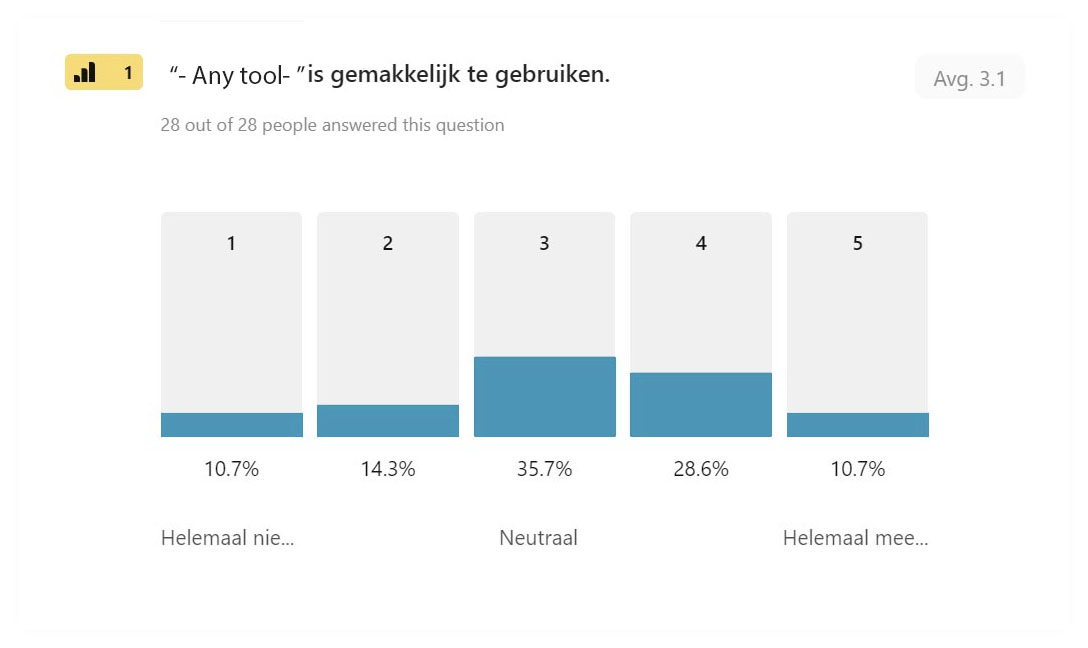 1
“- Any tool- ”is gemakkelijk te gebruiken.
Avg. 3.1
28 out of 28 people answered this question
1 2 3 4 5
10.7% 14.3% 35.7% 28.6% 10.7%
Helemaal nie... Neutraal Helemaal mee...